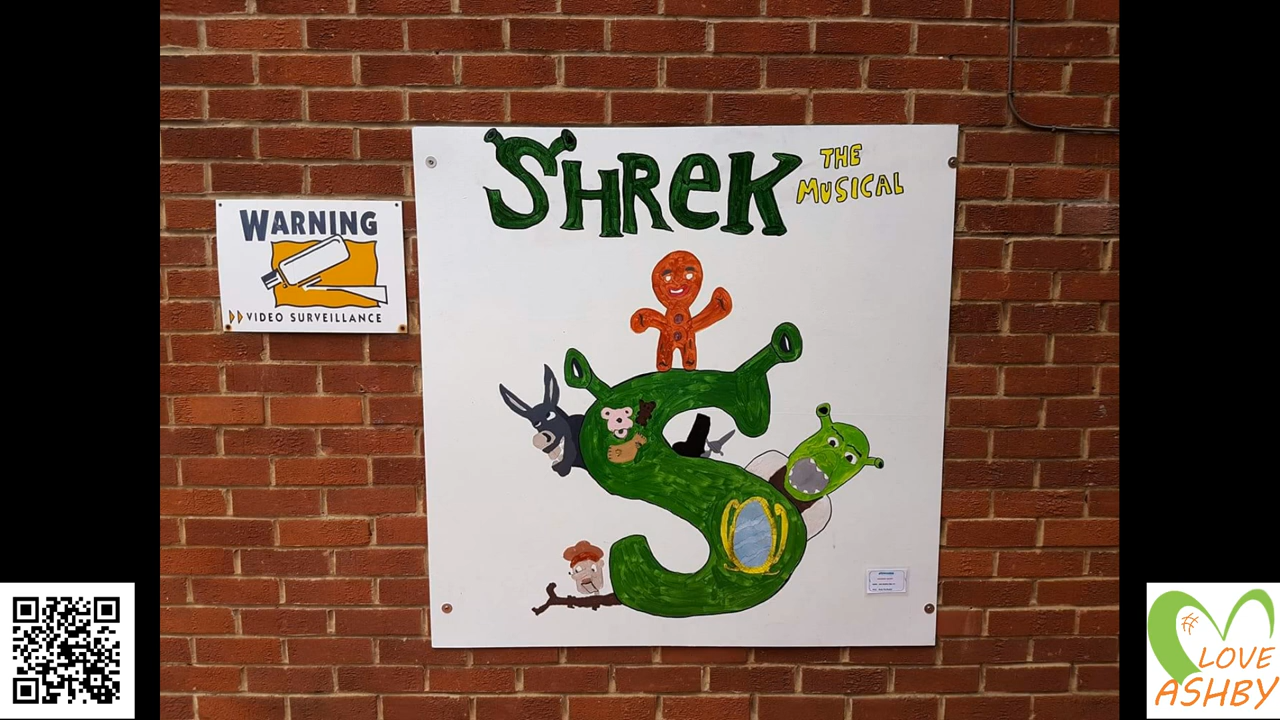 SHREK
THE
MUSICAL
WARNING
VIDEO SURVEILLANCE
#
LOVE
ASHBY